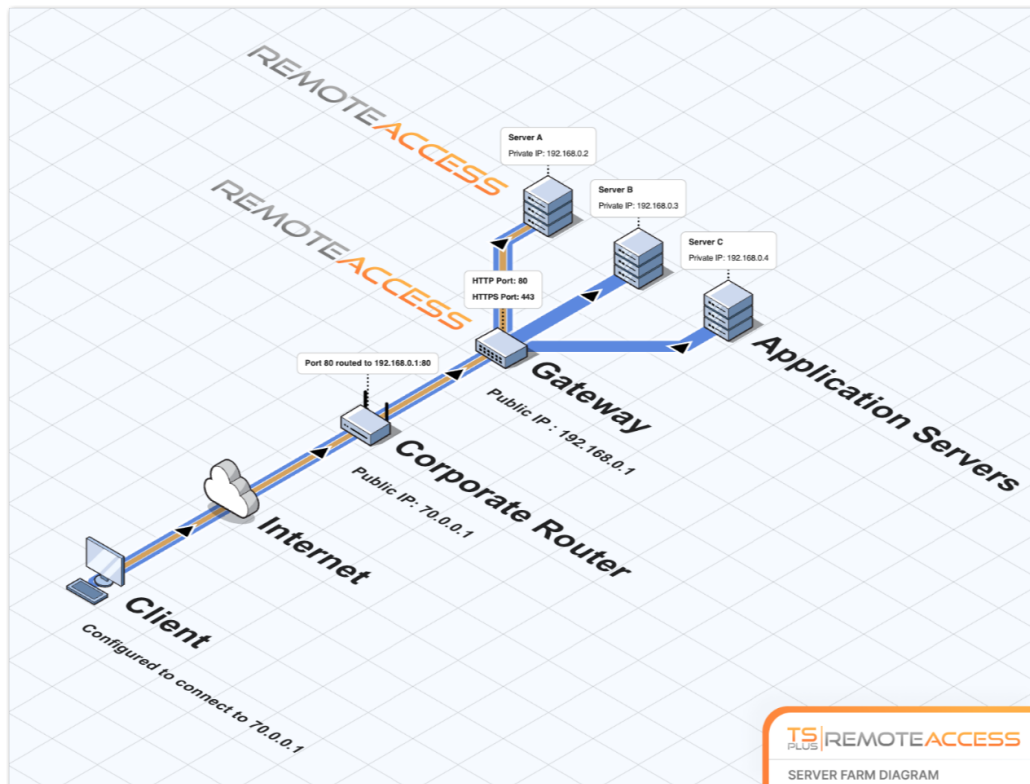 REMOTEACCESS
Server A
Private IP: 192.168.0.2
REMOTEACCESS
Server B
Private IP: 192.168.0.3
Server C
Private IP: 192.168.0.4
HTTP Port: 80
HTTPS Port: 443
Application Servers
Port 80 routed to 192.168.0.1:80
Gateway
Public IP : 192.168.0.1
Corporate Router
Public IP: 70.0.0.1
Internet
Client
Configured to connect to 70.0.0.1
TS PLUS REMOTEACCESS
SERVER FARM DIAGRAM